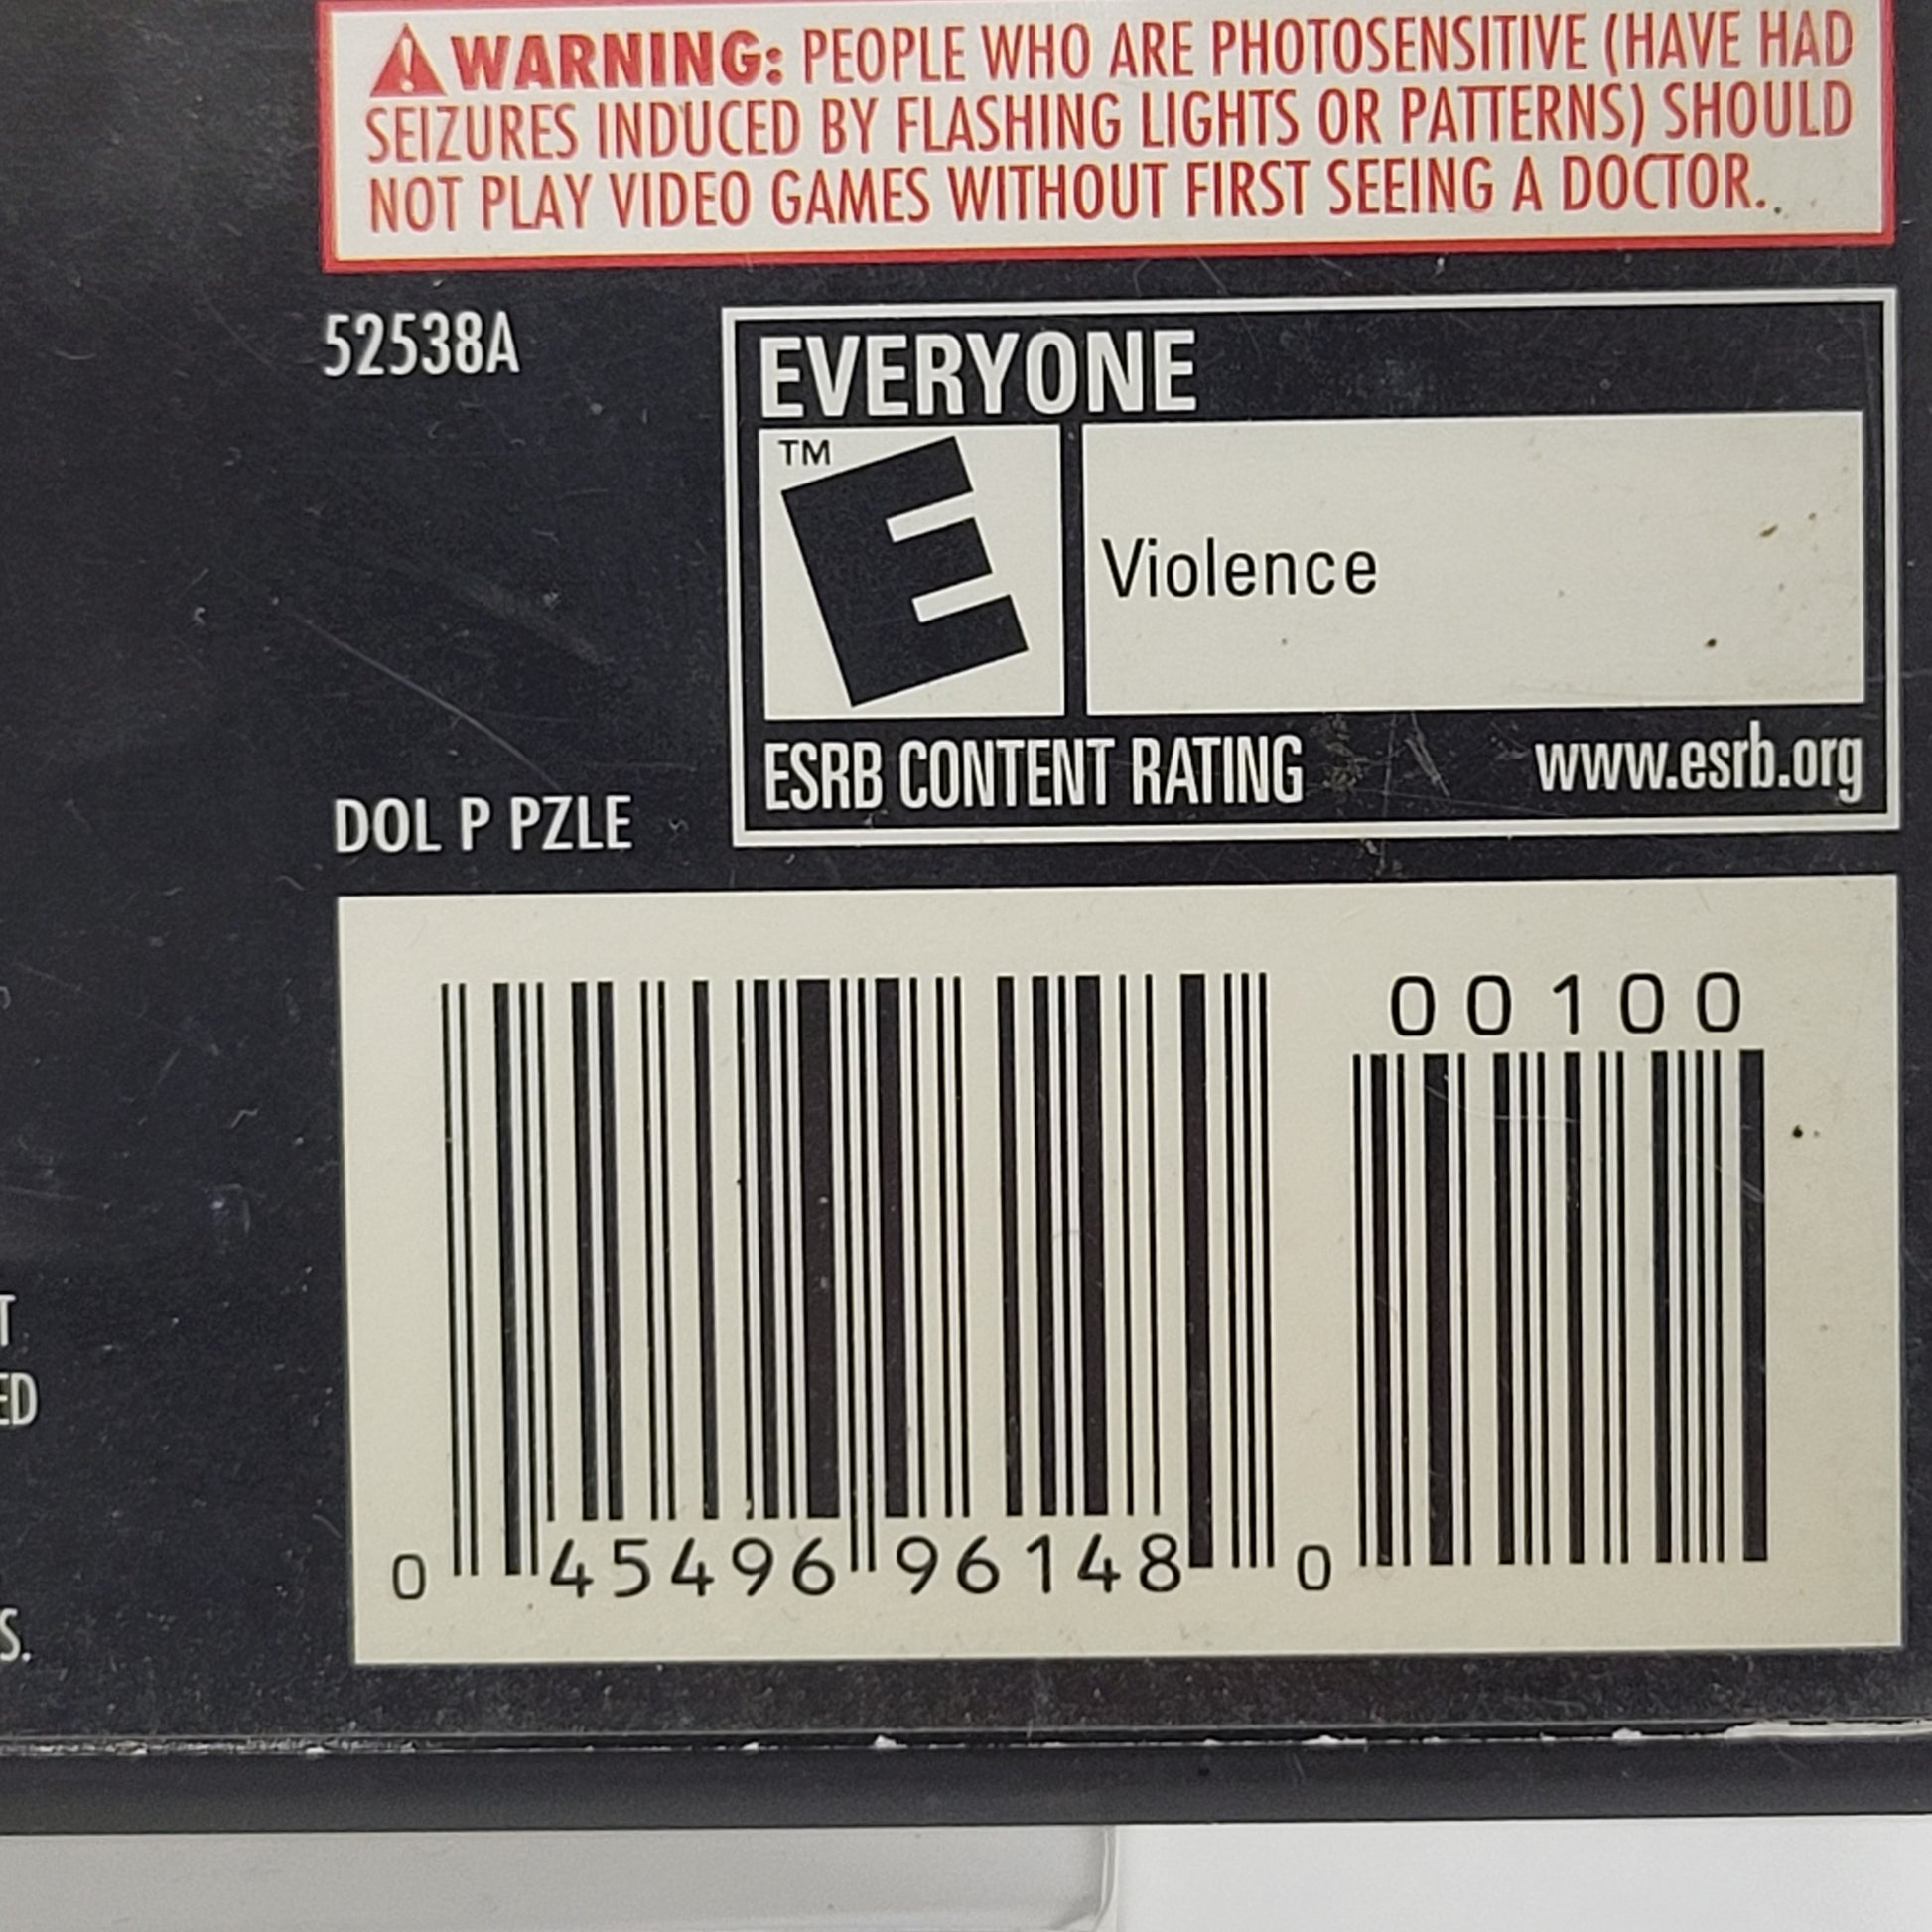 WARNING: PEOPLE WHO ARE PHOTOSENSITIVE (HAVE HAD
SEIZURES INDUCED BY FLASHING LIGHTS OR PATTERNS) SHOULD
NOT PLAY VIDEO GAMES WITHOUT FIRST SEEING A DOCTOR.
52538A
EVERYONE
TM
E
Violence
ESRB CONTENT RATING www.esrb.org
DOL P PZLE
00100
0 45496 96148 0
T
ED
S.